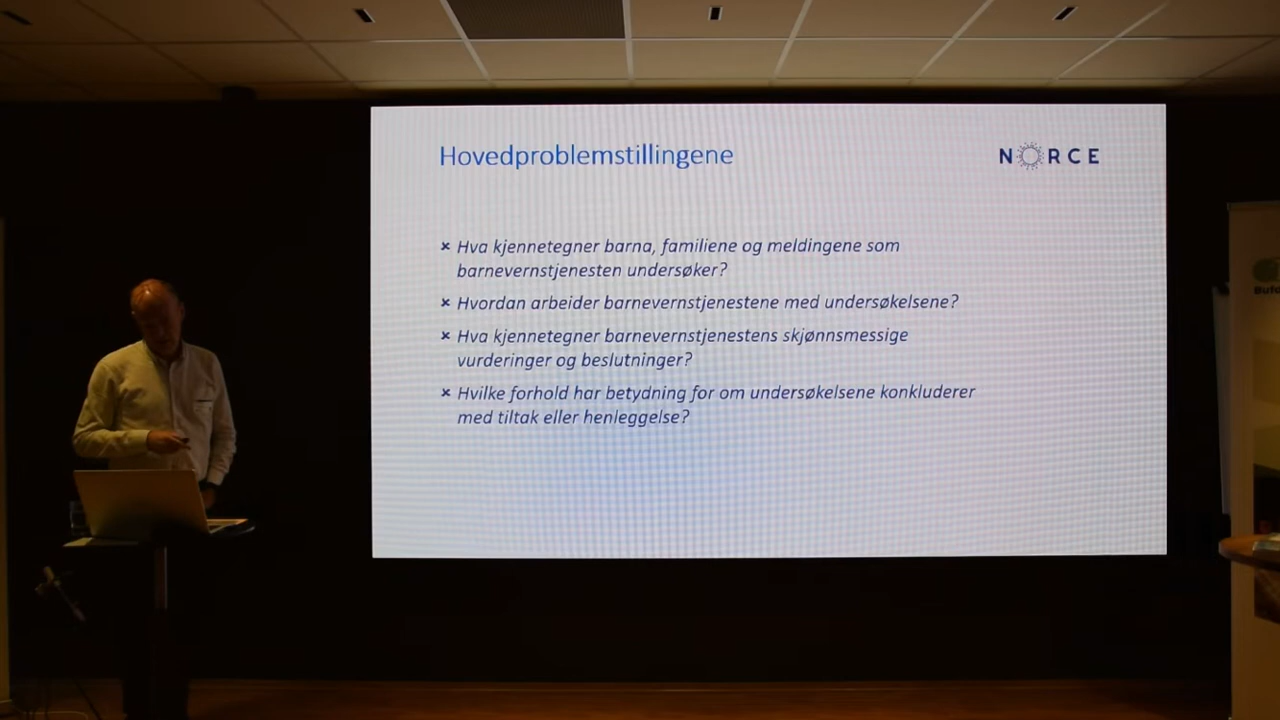 Hovedproblemstillingene
NORCE
× Hva kjennetegner barna, familiene og meldingene som
barnevernstjenesten undersøker?
× Hvordan arbeider barnevernstjenestene med undersøkelsene?
× Hva kjennetegner barnevernstjenestens skjønnsmessige
vurderinger og beslutninger?
× Hvilke forhold har betydning for om undersøkelsene konkluderer
med tiltak eller henleggelse?